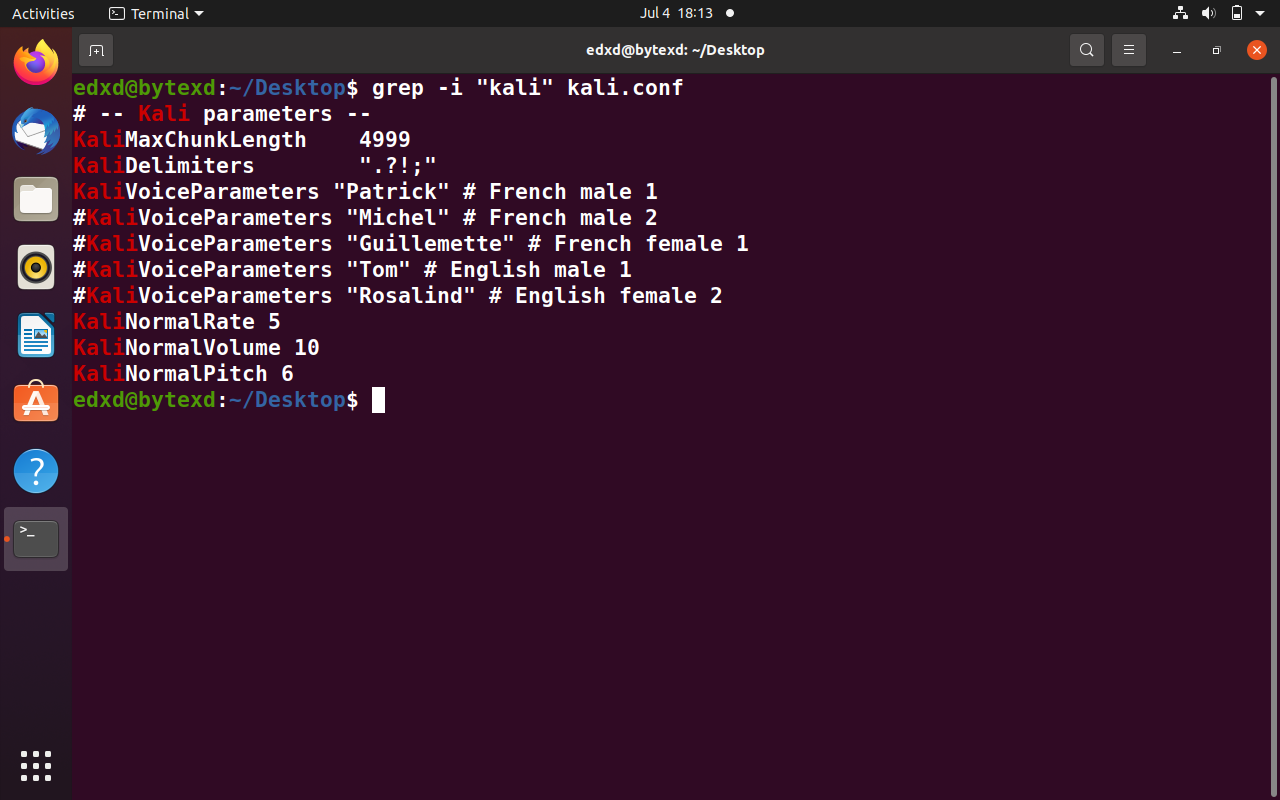 Activities Terminal Jul 4 18:13
edxd@bytexd: ~/Desktop
edxd@bytexd:~/Desktop$ grep -i "kali" kali.conf
# -- Kali parameters --
KaliMaxChunkLength    4999
KaliDelimiters        ".?!;"
KaliVoiceParameters "Patrick" # French male 1
#KaliVoiceParameters "Michel" # French male 2
#KaliVoiceParameters "Guillemette" # French female 1
#KaliVoiceParameters "Tom" # English male 1
#KaliVoiceParameters "Rosalind" # English female 2
KaliNormalRate 5
KaliNormalVolume 10
KaliNormalPitch 6
edxd@bytexd:~/Desktop$